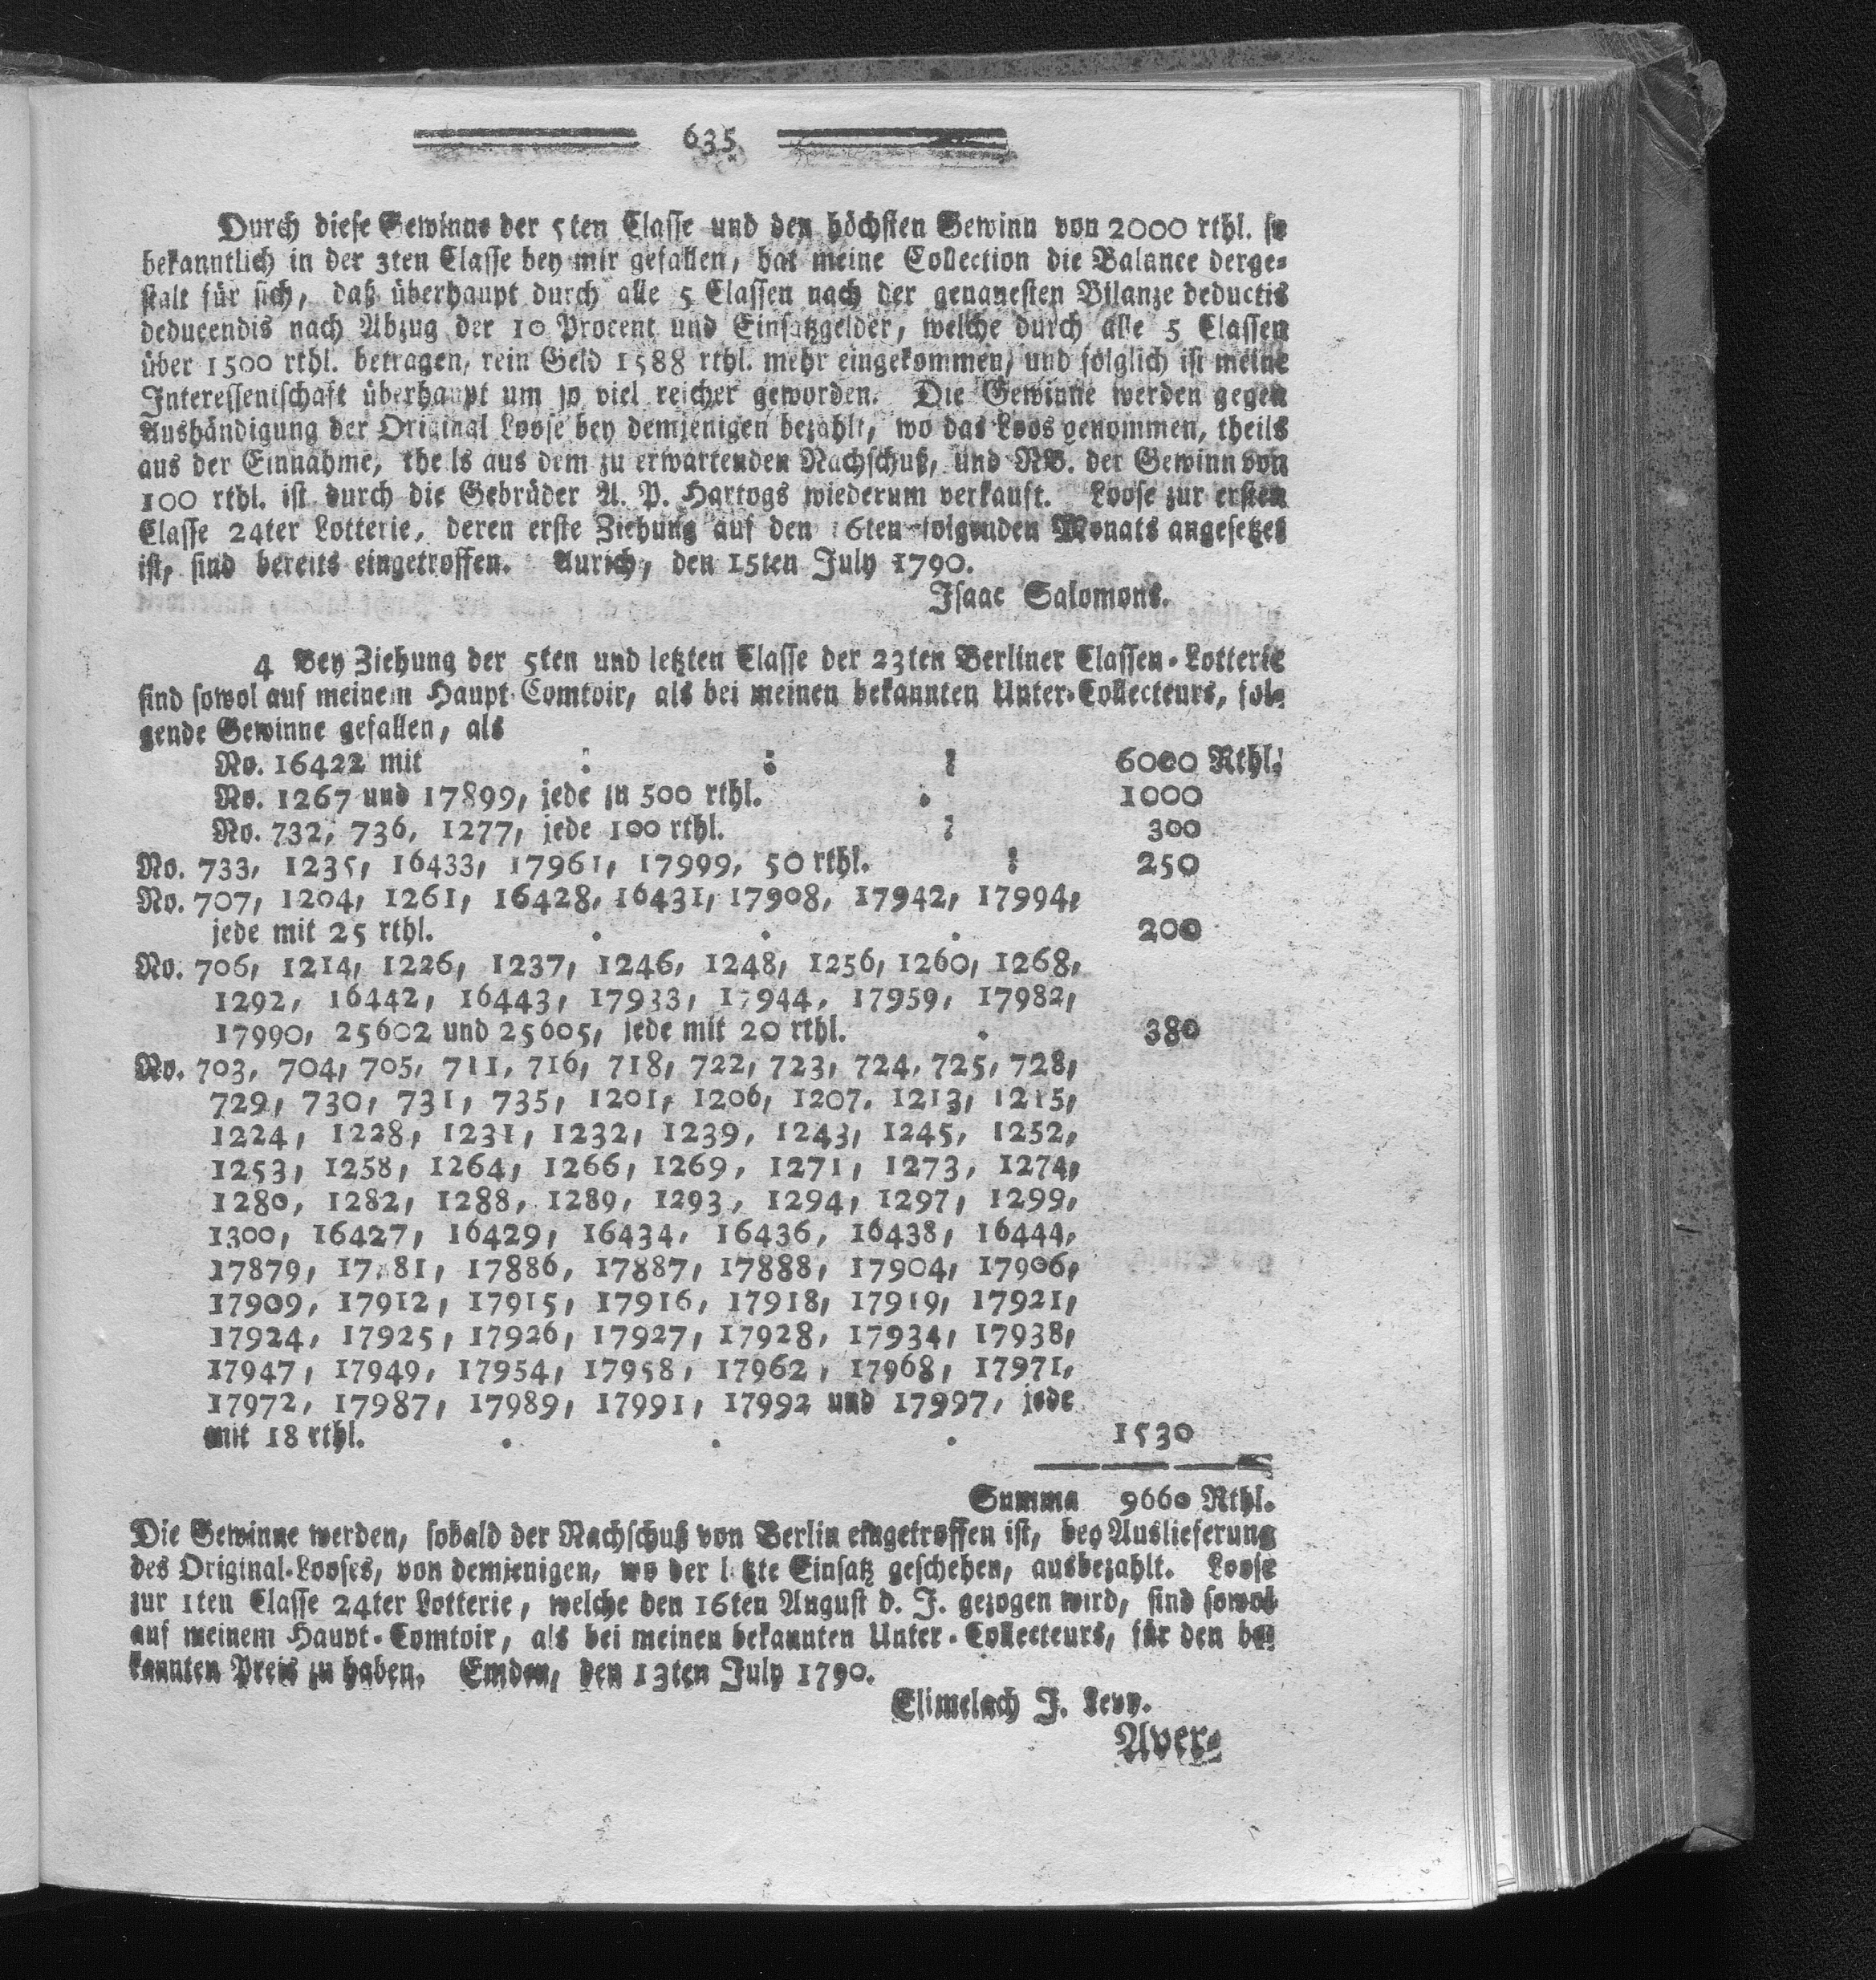 635
Durch diese Gewinne der 5ten Classe und den höchsten Gewinn von 2000 rthl. so
bekanntlich in der 3ten Classe bey mir gefallen, hat meine Collection die Balance derge-
stalt für sich, daß überhaupt durch alle 5 Classen nach der genauesten Bilanze deductis
deducendis nach Abzug der 10 Procent und Einsatzgelder, welche durch alle 5 Classen
über 1500 rthl. betragen, rein Geld 1588 rthl. mehr eingekommen, und folglich ist meine
Interessentschaft überhaupt um so viel reicher geworden. Die Gewinne werden gegen
Aushändigung der Original Loose bey demjenigen bezahlt, wo das Loos genommen, theils
aus der Einnahme, theils aus dem zu erwartenden Nachschuß, und NB. der Gewinn von
100 rthl. ist durch die Gebrüder A. P. Hartogs wiederum verkauft. Loose zur ersten
Classe 24ter Lotterie, deren erste Ziehung auf den 16ten folgenden Monats angesetzet
ist, sind bereits eingetroffen. Aurich, den 15ten July 1790.
Isaac Salomons.
4 Bey Ziehung der 5ten und letzten Classe der 23ten Berliner Classen-Lotterie
sind sowol auf meinem Haupt-Comtoir, als bei meinen bekannten Unter-Collecteurs, fol-
gende Gewinne gefallen, als
No. 16422 mit 6000 Rthl.
No. 1267 und 17899, jede zu 500 rthl. 1000
No. 732, 736, 1277, jede 100 rthl. 300
No. 733, 1235, 16433, 17961, 17999, 50 rthl. 250
No. 707, 1204, 1261, 16428, 16431, 17908, 17942, 17994,
jede mit 25 rthl. 200
No. 706, 1214, 1226, 1237, 1246, 1248, 1256, 1260, 1268,
1292, 16442, 16443, 17933, 17944, 17959, 17982,
17990, 25602 und 25605, jede mit 20 rthl. 380
No. 703, 704, 705, 711, 716, 718, 722, 723, 724, 725, 728,
729, 730, 731, 735, 1201, 1206, 1207, 1213, 1215,
1224, 1228, 1231, 1232, 1239, 1243, 1245, 1252,
1253, 1258, 1264, 1266, 1269, 1271, 1273, 1274,
1280, 1282, 1288, 1289, 1293, 1294, 1297, 1299,
1300, 16427, 16429, 16434, 16436, 16438, 16444,
17879, 17881, 17886, 17887, 17888, 17904, 17906,
17909, 17912, 17915, 17916, 17918, 17919, 17921,
17924, 17925, 17926, 17927, 17928, 17934, 17938,
17947, 17949, 17954, 17958, 17962, 17968, 17971,
17972, 17987, 17989, 17991, 17992 und 17997, jede
mit 18 rthl. 1530
Summa 9660 Rthl.
Die Gewinne werden, sobald der Nachschuß von Berlin eingetroffen ist, bey Auslieferung
des Original-Looses, von demjenigen, wo der letzte Einsatz geschehen, ausbezahlt. Loose
zur 1ten Classe 24ter Lotterie, welche den 16ten August d. J. gezogen wird, sind sowol
auf meinem Haupt-Comtoir, als bei meinen bekannten Unter-Collecteurs, für den be-
kannten Preis zu haben. Emden, den 13ten July 1790.
Elimelach J. Levy.
Aver-